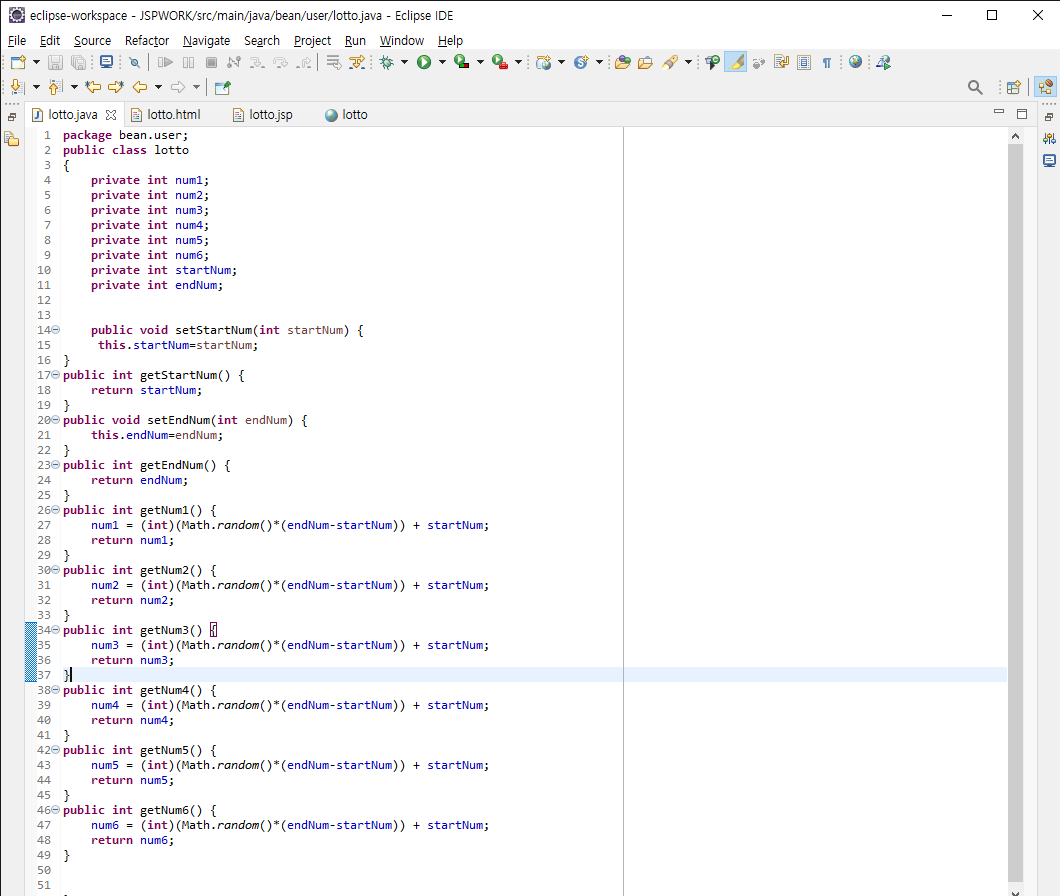 eclipse-workspace - JSPWORK/src/main/java/bean/user/lotto.java - Eclipse IDE
File Edit Source Refactor Navigate Search Project Run Window Help
lotto.java lotto.html lotto.jsp lotto
1 package bean.user;
2 public class lotto
3 {
4 private int num1;
5 private int num2;
6 private int num3;
7 private int num4;
8 private int num5;
9 private int num6;
10 private int startNum;
11 private int endNum;
12
13
14 public void setStartNum(int startNum) {
15 this.startNum=startNum;
16 }
17 public int getStartNum() {
18 return startNum;
19 }
20 public void setEndNum(int endNum) {
21 this.endNum=endNum;
22 }
23 public int getEndNum() {
24 return endNum;
25 }
26 public int getNum1() {
27 num1 = (int)(Math.random()*(endNum-startNum)) + startNum;
28 return num1;
29 }
30 public int getNum2() {
31 num2 = (int)(Math.random()*(endNum-startNum)) + startNum;
32 return num2;
33 }
34 public int getNum3() {
35 num3 = (int)(Math.random()*(endNum-startNum)) + startNum;
36 return num3;
37 }
38 public int getNum4() {
39 num4 = (int)(Math.random()*(endNum-startNum)) + startNum;
40 return num4;
41 }
42 public int getNum5() {
43 num5 = (int)(Math.random()*(endNum-startNum)) + startNum;
44 return num5;
45 }
46 public int getNum6() {
47 num6 = (int)(Math.random()*(endNum-startNum)) + startNum;
48 return num6;
49 }
50
51